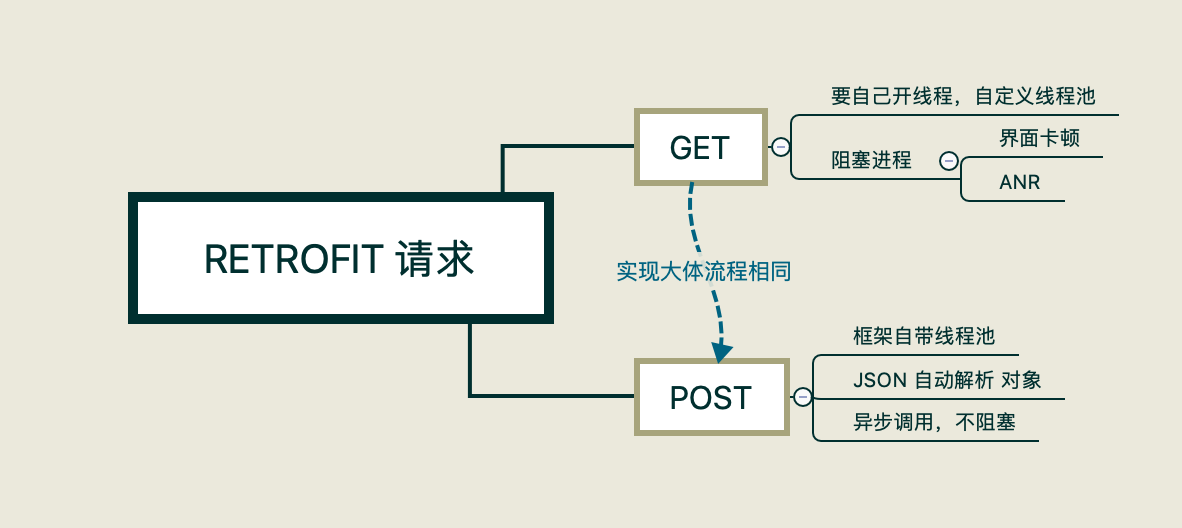 RETROFIT 请求
GET
要自己开线程，自定义线程池
阻塞进程
界面卡顿
ANR
实现大体流程相同
POST
框架自带线程池
JSON 自动解析 对象
异步调用，不阻塞